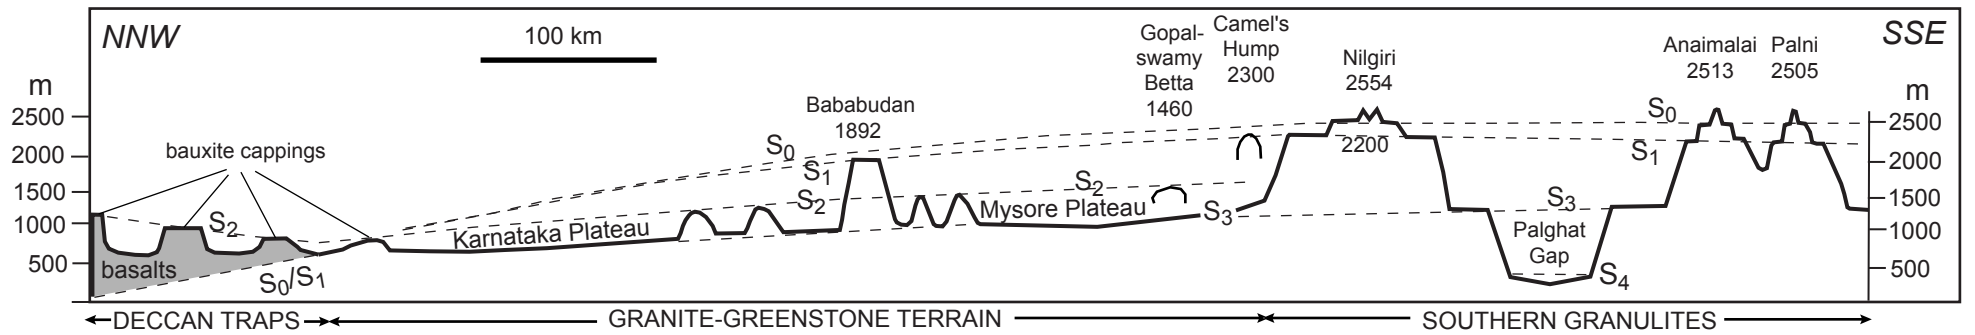 NNW
100 km
Gopal-
swamy
Betta
1460
Camel's
Hump
2300
Nilgiri
2554
Anaimalai
2513
Palni
2505
SSE
m
2500
2000
1500
1000
500
bauxite cappings
Bababudan
1892
S0
S1
S2
S2
S2
basalts
S0/S1
Karnataka Plateau
Mysore Plateau
S3
2200
S0
S1
S3
Palghat
Gap
S4
m
2500
2000
1500
1000
500
DECCAN TRAPS
GRANITE-GREENSTONE TERRAIN
SOUTHERN GRANULITES